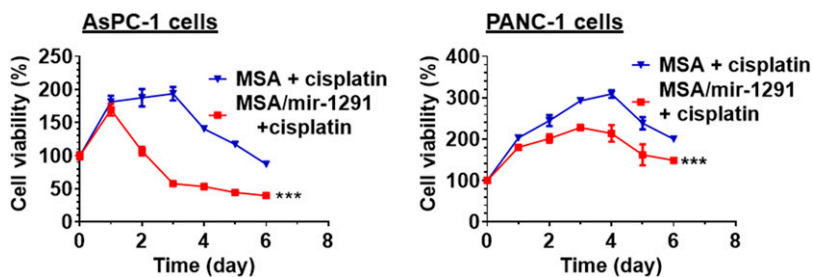 AsPC-1 cells
Cell viability (%)
250
200
150
100
50
0
0 2 4 6 8
Time (day)
MSA + cisplatin
MSA/mir-1291
+cisplatin
***
PANC-1 cells
Cell viability (%)
400
300
200
100
0
0 2 4 6 8
Time (day)
MSA + cisplatin
MSA/mir-1291
+ cisplatin
***